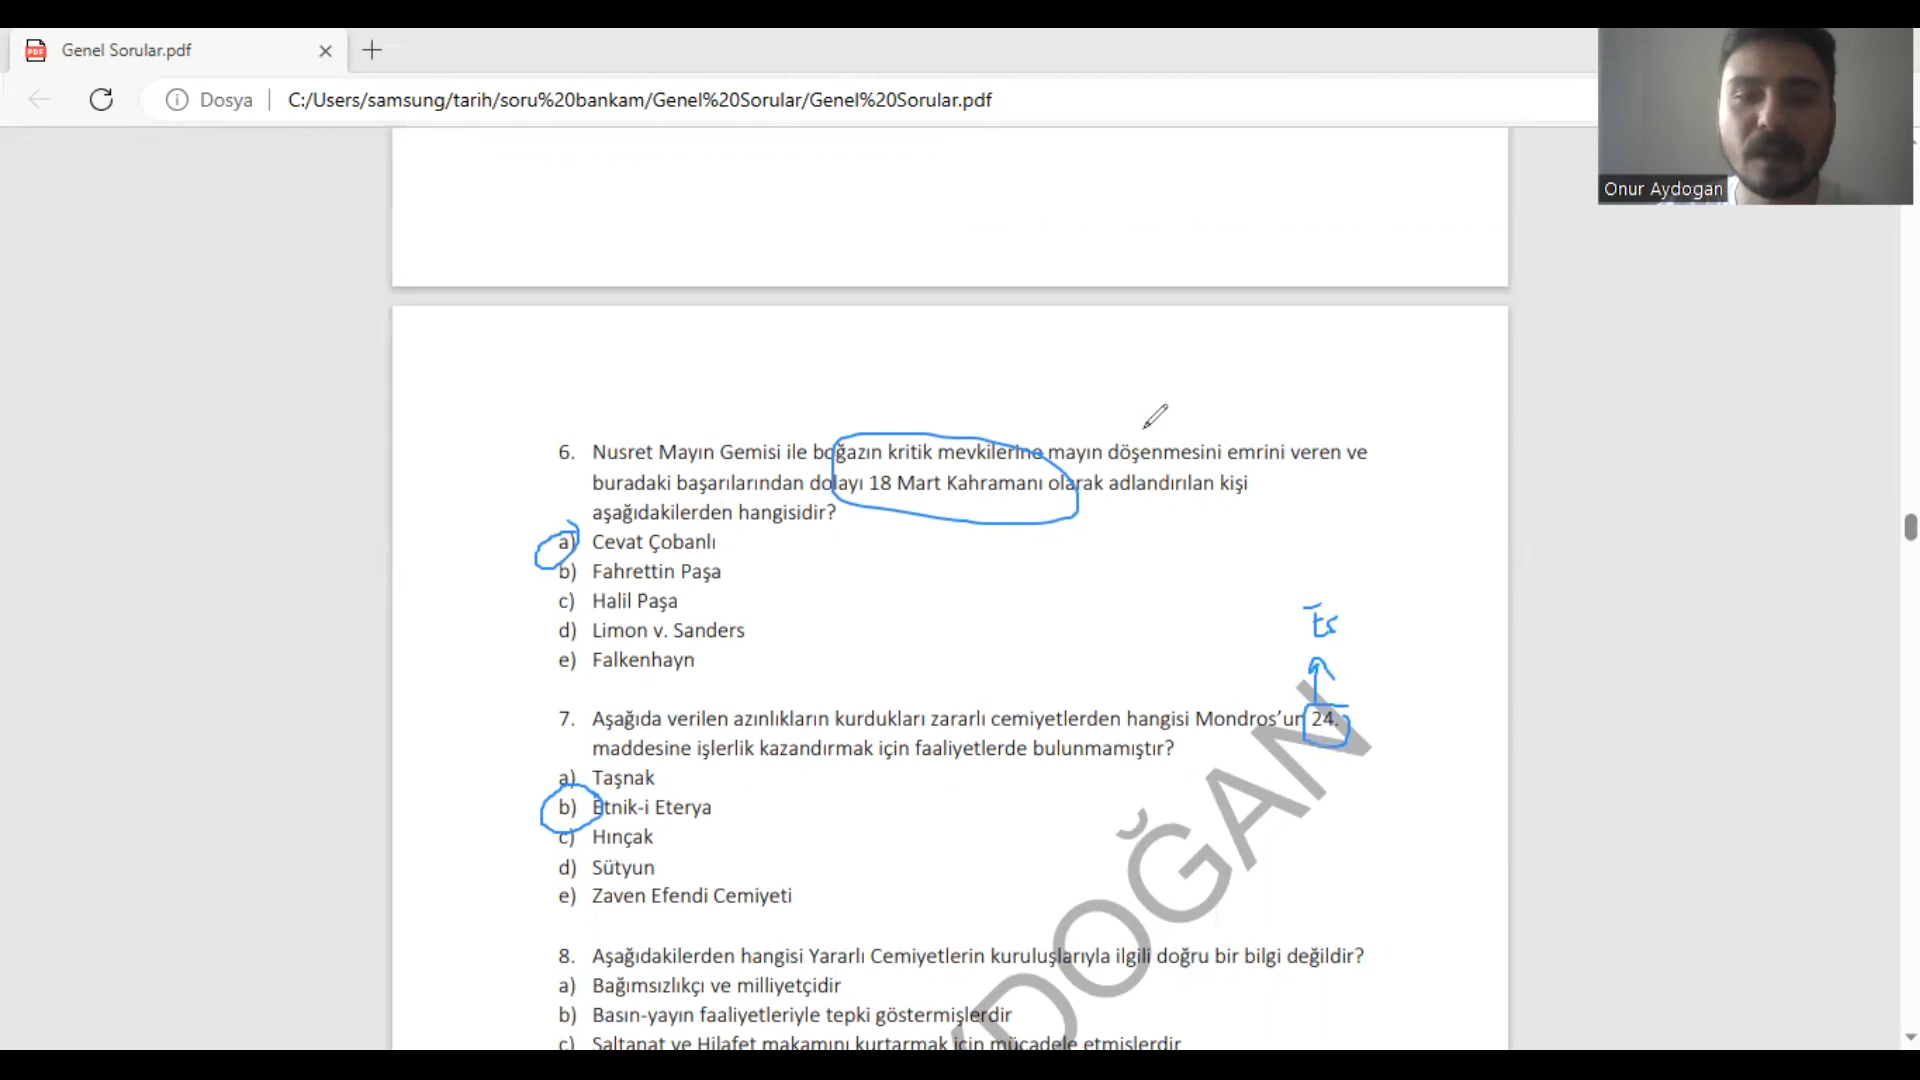 Genel Sorular.pdf
Dosya
C:/Users/samsung/tarih/soru%20bankam/Genel%20Sorular/Genel%20Sorular.pdf
Onur Aydogan
6. Nusret Mayın Gemisi ile boğazın kritik mevkilerine mayın döşenmesini emrini veren ve
buradaki başarılarından dolayı 18 Mart Kahramanı olarak adlandırılan kişi
aşağıdakilerden hangisidir?
a) Cevat Çobanlı
b) Fahrettin Paşa
c) Halil Paşa
d) Limon v. Sanders
e) Falkenhayn
7. Aşağıda verilen azınlıkların kurdukları zararlı cemiyetlerden hangisi Mondros’un 24.
maddesine işlerlik kazandırmak için faaliyetlerde bulunmamıştır?
a) Taşnak
b) Etnik-i Eterya
c) Hınçak
d) Sütyun
e) Zaven Efendi Cemiyeti
8. Aşağıdakilerden hangisi Yararlı Cemiyetlerin kuruluşlarıyla ilgili doğru bir bilgi değildir?
a) Bağımsızlıkçı ve milliyetçidir
b) Basın-yayın faaliyetleriyle tepki göstermişlerdir
c) Saltanat ve Hilafet makamını kurtarmak için mücadele etmişlerdir
YDOĞAN